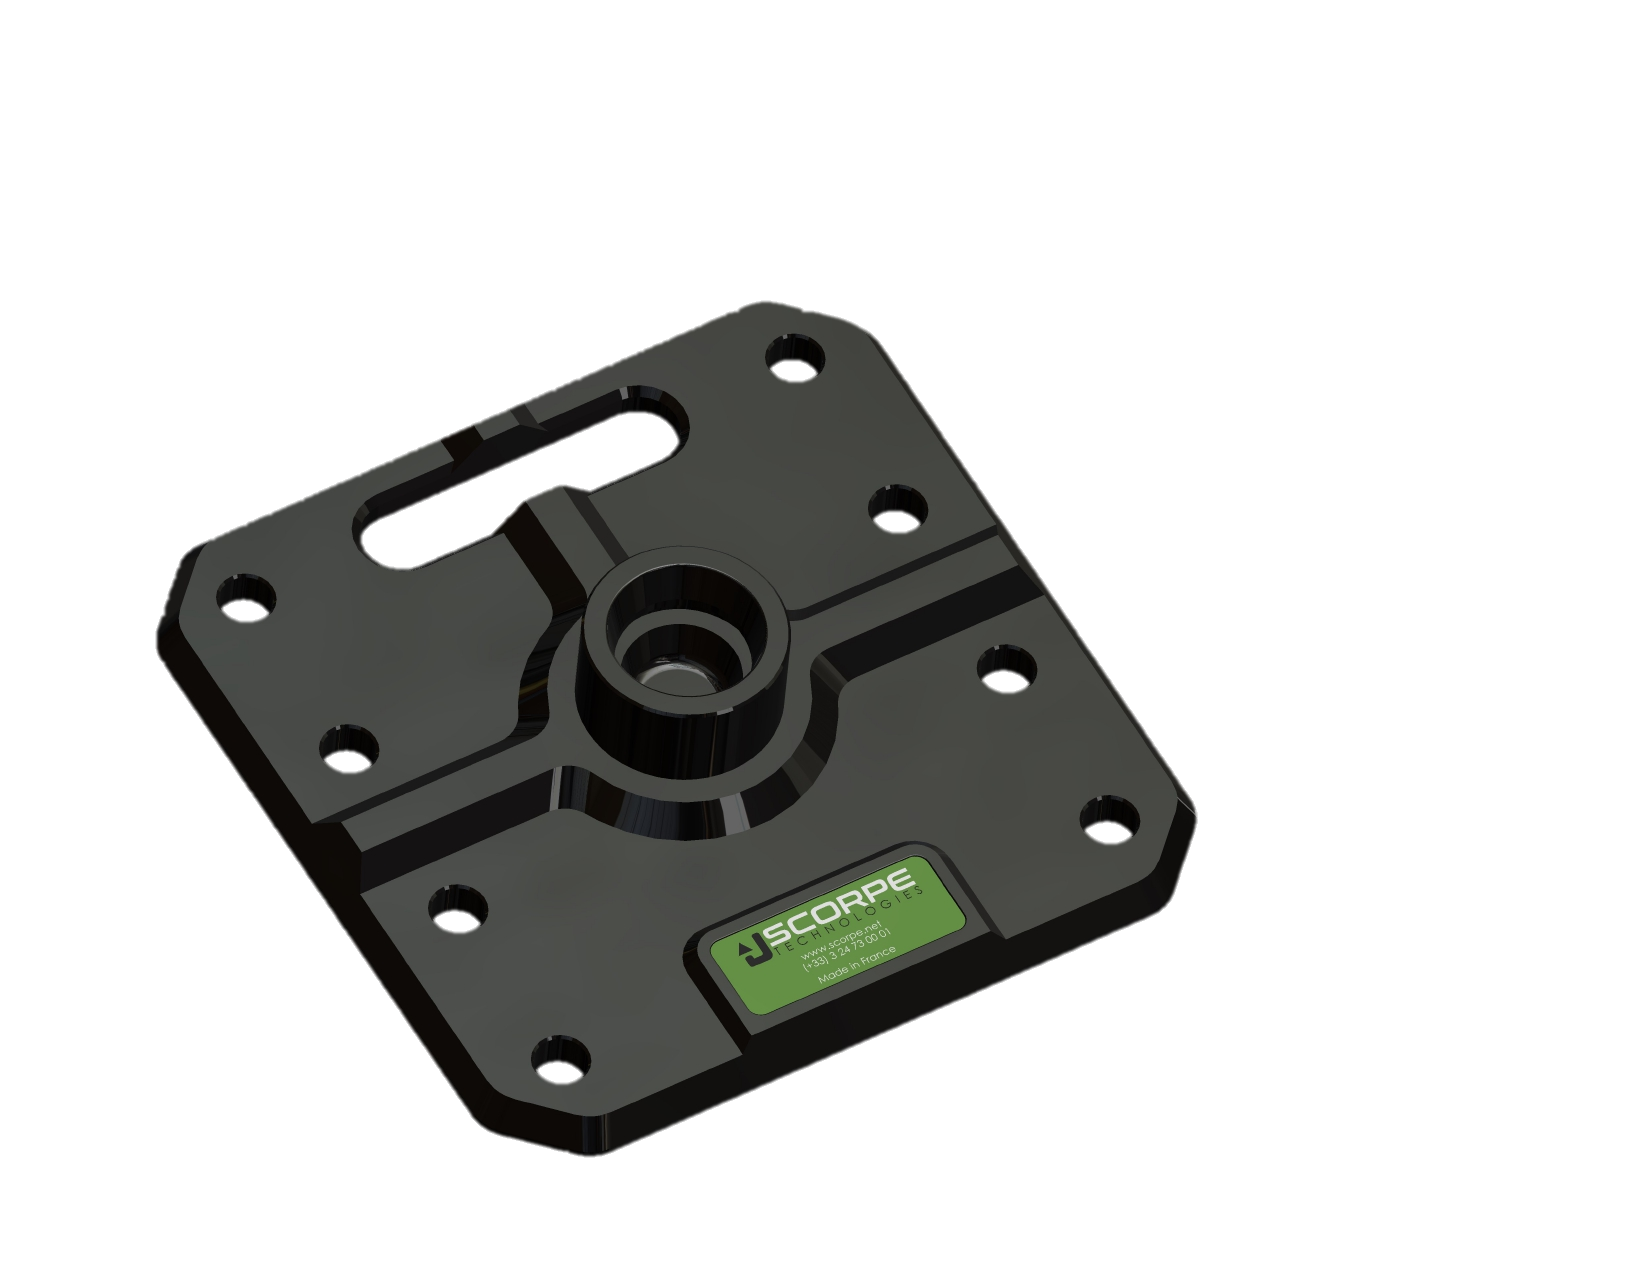 SCORPE
TECHNOLOGIES
www.scorpe.net
(+33) 3 24 73 00 01
Made in France